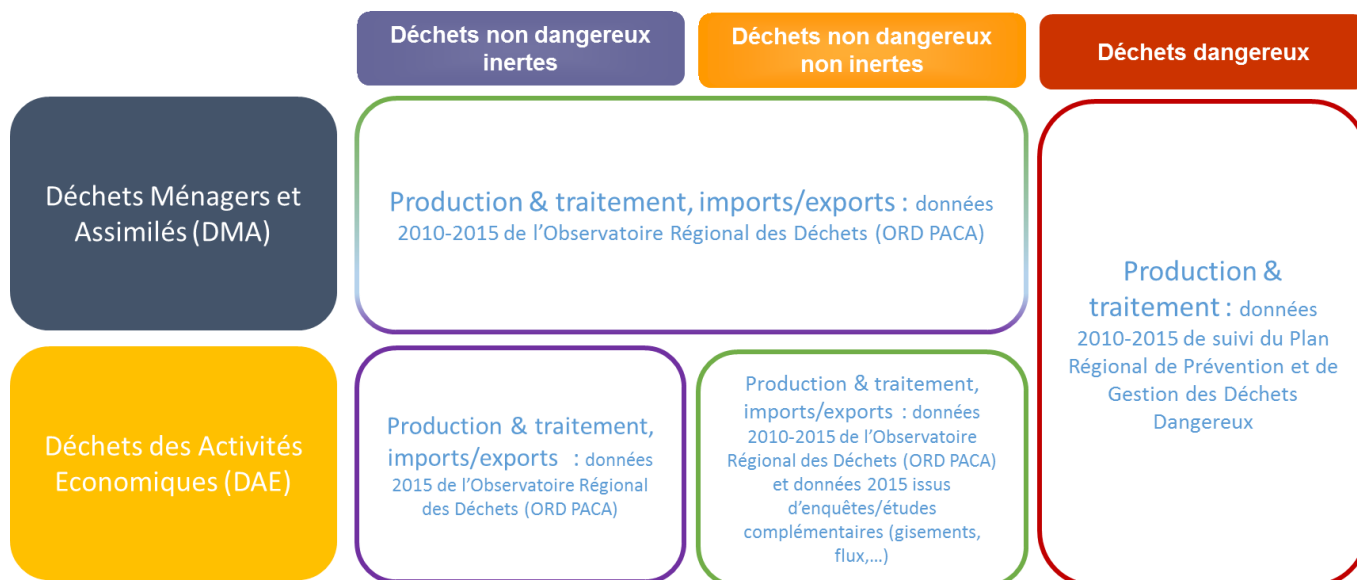 Déchets non dangereux
inertes
Déchets non dangereux
non inertes
Déchets dangereux
Déchets Ménagers et
Assimilés (DMA)
Production & traitement, imports/exports : données
2010-2015 de l’Observatoire Régional des Déchets (ORD PACA)
Production &
traitement : données
2010-2015 de suivi du Plan
Régional de Prévention et de
Gestion des Déchets
Dangereux
Déchets des Activités
Economiques (DAE)
Production & traitement,
imports/exports : données
2015 de l’Observatoire Régional
des Déchets (ORD PACA)
Production & traitement,
imports/exports : données
2010-2015 de l’Observatoire
Régional des Déchets (ORD PACA)
et données 2015 issus
d’enquêtes/études
complémentaires (gisements,
flux,...)